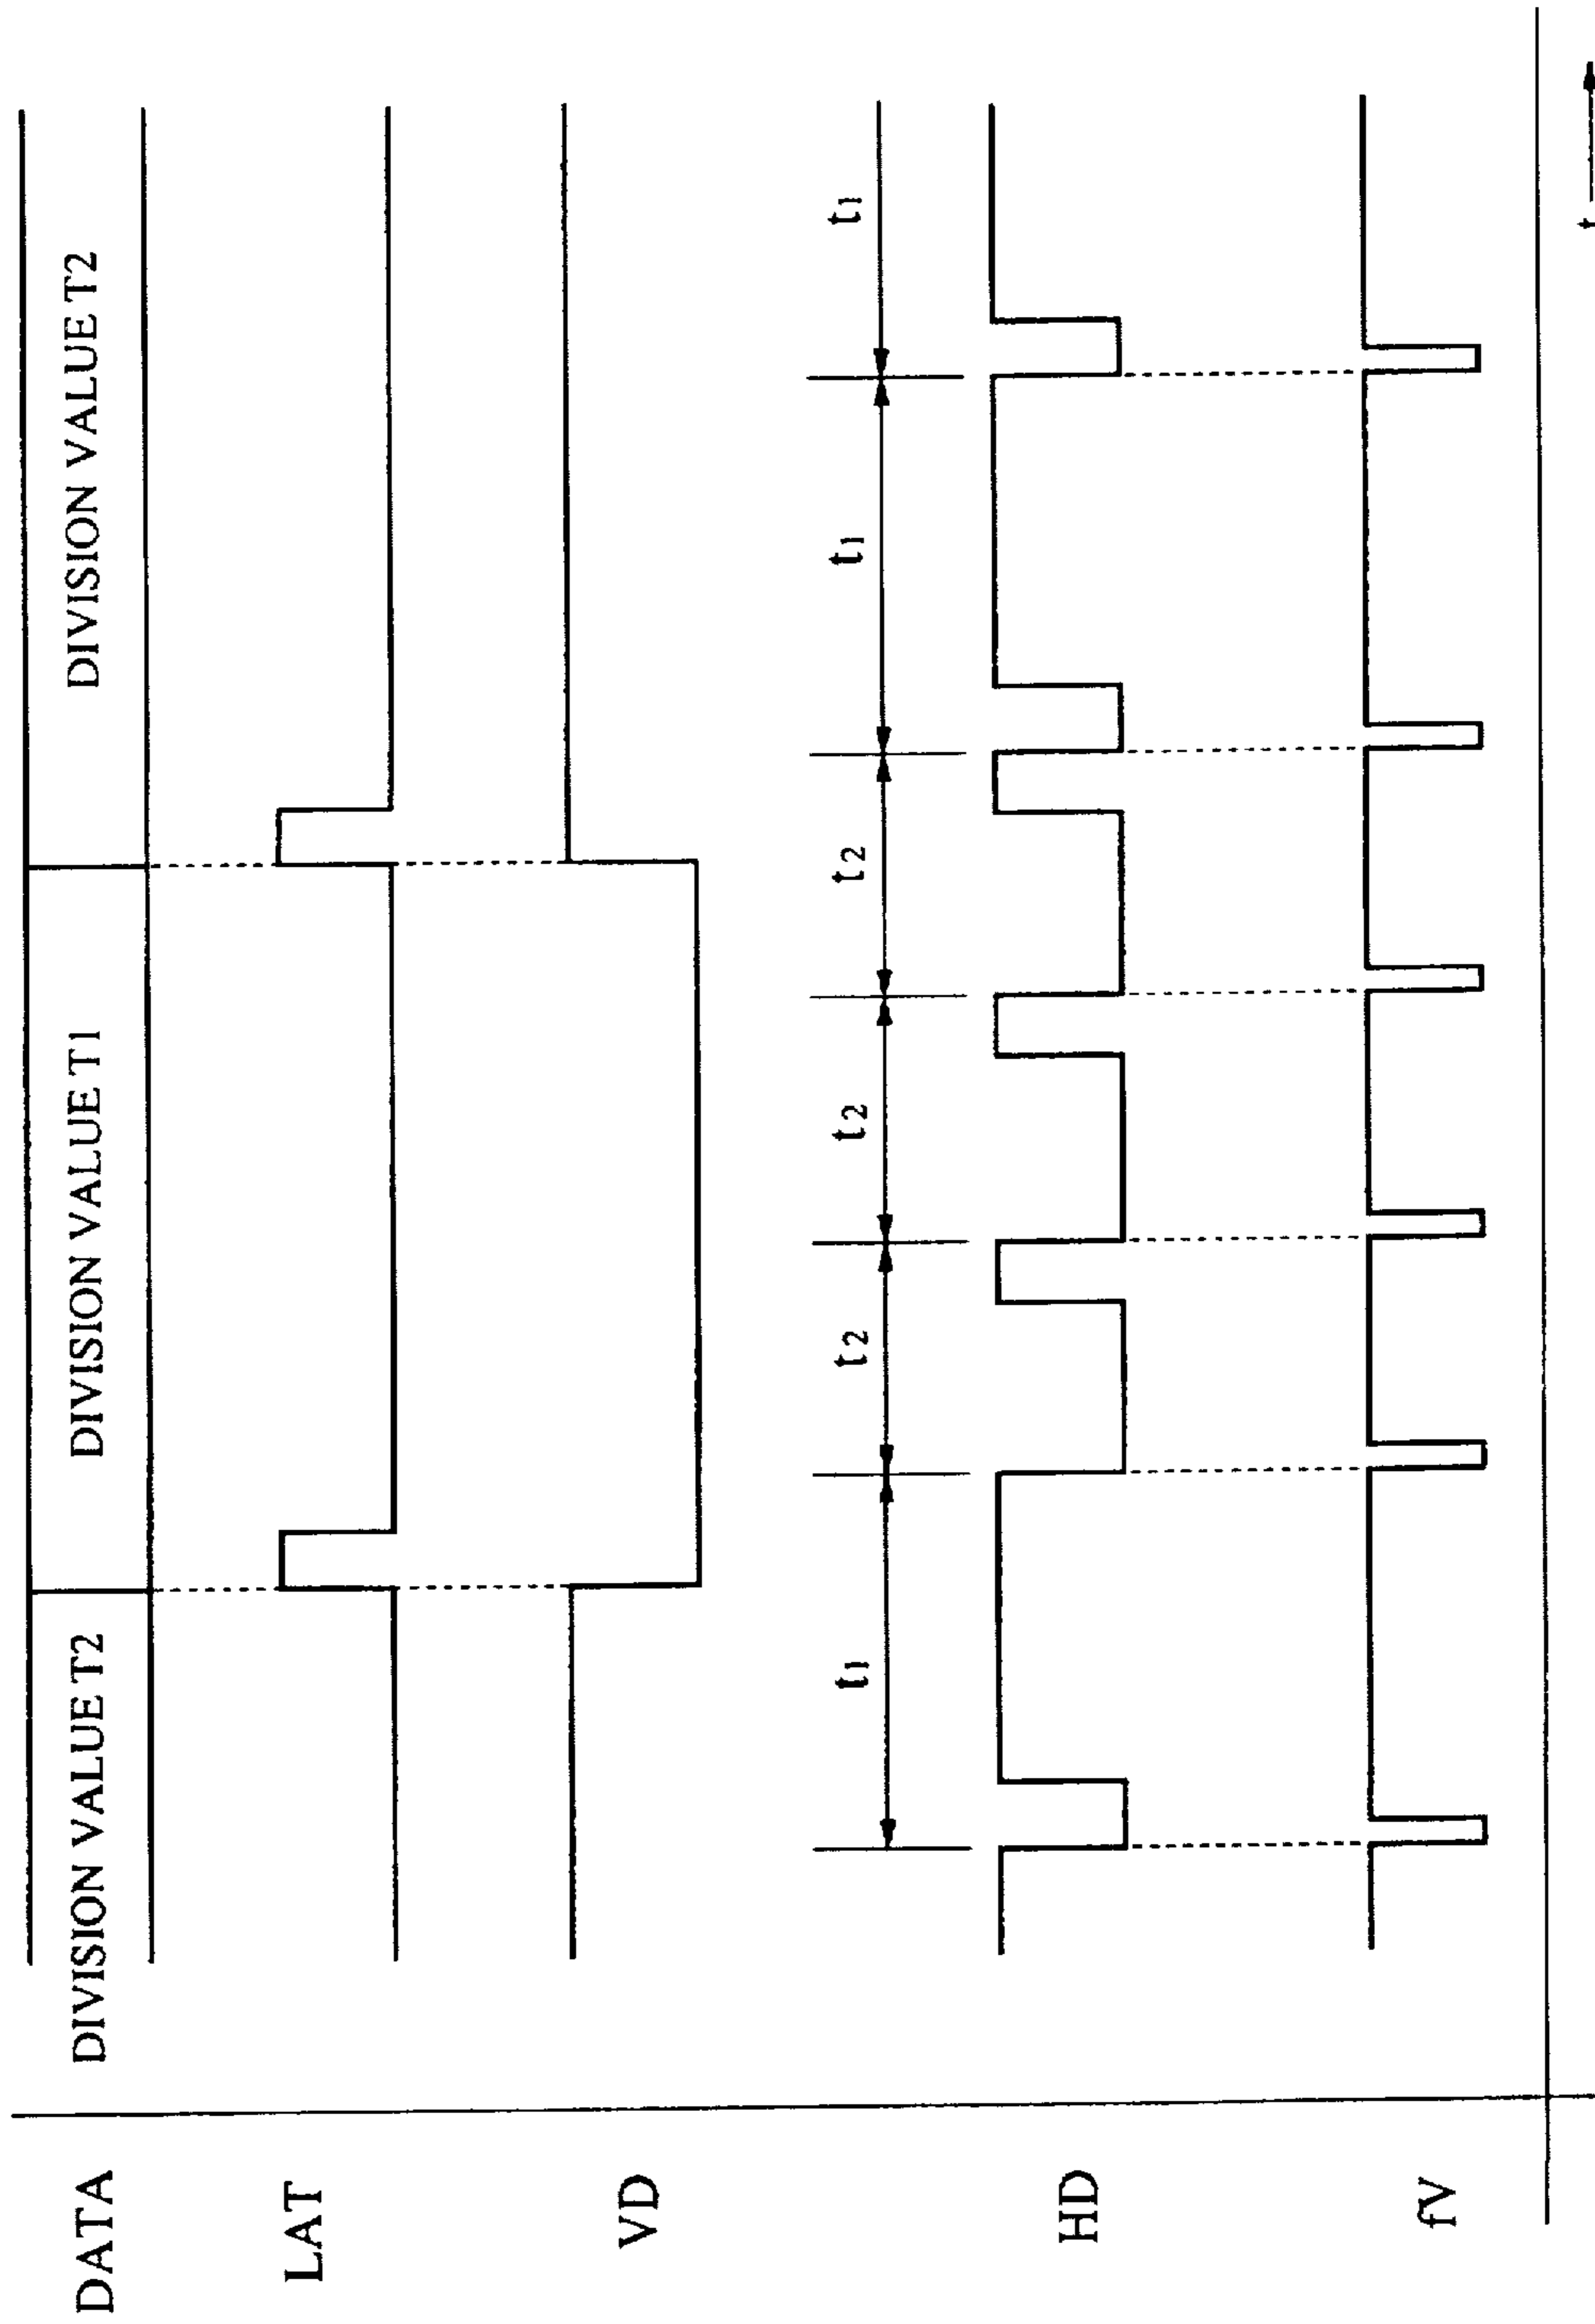 DATA
DIVISION VALUE T2
DIVISION VALUE T1
DIVISION VALUE T2
LAT
VD
t1
t2
t2
t2
t1
t1
HD
fV
t